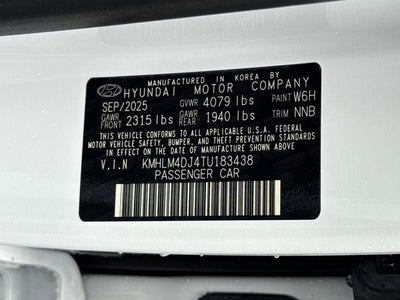 MANUFACTURED IN KOREA BY
HYUNDAI MOTOR COMPANY
SEP/2025 GVWR 4079 lbs PAINT W6H
GAWR FRONT 2315 lbs GAWR REAR 1940 lbs TRIM NNB
THIS VEHICLE CONFORMS TO ALL APPLICABLE U.S.A. FEDERAL
MOTOR VEHICLE SAFETY, BUMPER, AND THEFT PREVENTION
STANDARDS IN EFFECT ON THE DATE OF MANUFACTURE SHOWN ABOVE
V.I.N KMHLM4DJ4TU183438
PASSENGER CAR